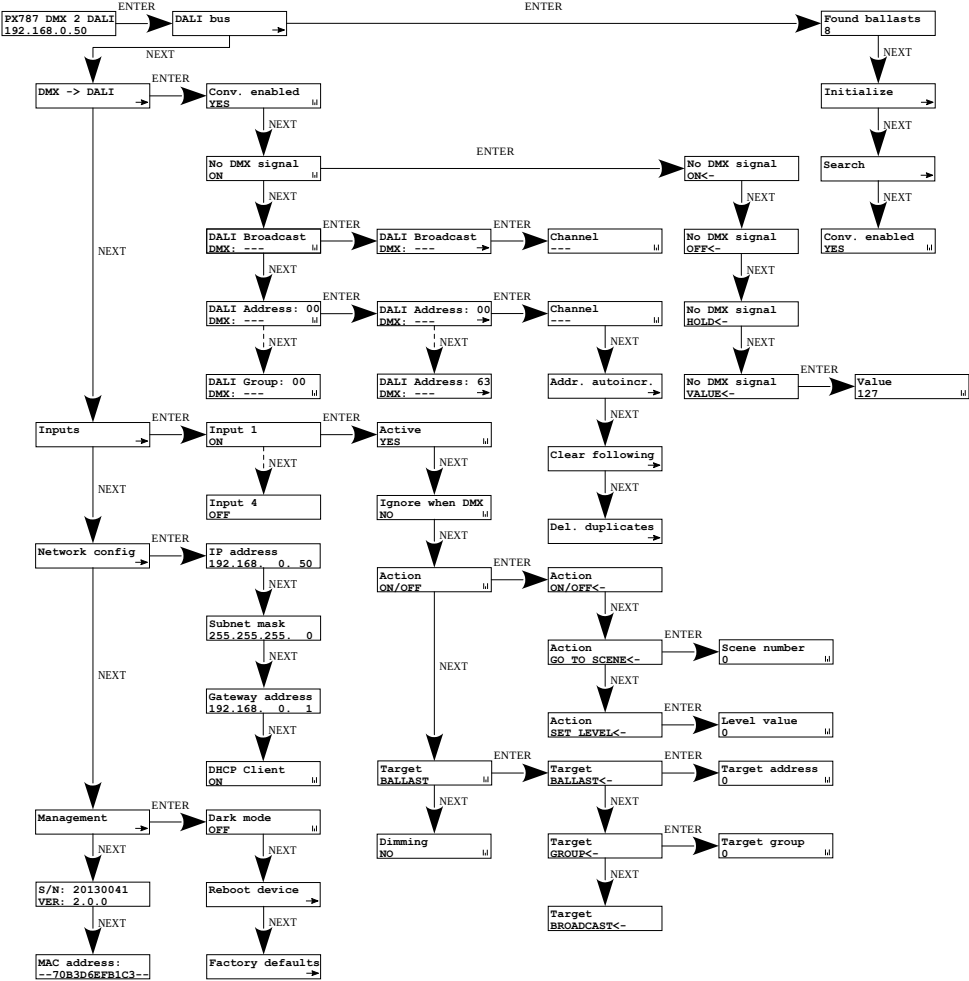 ENTER
ENTER
PX787 DMX 2 DALI
192.168.0.50
DALI bus
Found ballasts
8
NEXT
NEXT
ENTER
DMX -> DALI
Conv. enabled
YES
Initialize
NEXT
NEXT
ENTER
No DMX signal
ON
No DMX signal
ON<-
Search
NEXT
NEXT
NEXT
ENTER
ENTER
NEXT
DALI Broadcast
DMX: ---
DALI Broadcast
DMX: ---
Channel
---
No DMX signal
OFF<-
Conv. enabled
YES
NEXT
NEXT
ENTER
ENTER
DALI Address: 00
DMX: ---
DALI Address: 00
DMX: ---
Channel
---
No DMX signal
HOLD<-
NEXT
NEXT
NEXT
NEXT
ENTER
DALI Group: 00
DMX: ---
DALI Address: 63
DMX: ---
Addr. autoincr.
No DMX signal
VALUE<-
Value
127
ENTER
ENTER
NEXT
Inputs
Input 1
ON
Active
YES
Clear following
NEXT
NEXT
NEXT
NEXT
Input 4
OFF
Ignore when DMX
NO
Del. duplicates
ENTER
NEXT
Network config
IP address
192.168.  0. 50
ENTER
Action
ON/OFF
Action
ON/OFF<-
NEXT
NEXT
Subnet mask
255.255.255.  0
ENTER
Action
GO TO SCENE<-
Scene number
0
NEXT
NEXT
NEXT
NEXT
Gateway address
192.168.  0.  1
ENTER
Action
SET LEVEL<-
Level value
0
NEXT
ENTER
ENTER
DHCP Client
ON
Target
BALLAST
Target
BALLAST<-
Target address
0
ENTER
NEXT
NEXT
Management
Dark mode
OFF
ENTER
Dimming
NO
Target
GROUP<-
Target group
0
NEXT
NEXT
NEXT
S/N: 20130041
VER: 2.0.0
Reboot device
Target
BROADCAST<-
NEXT
NEXT
MAC address:
--70B3D6EFB1C3--
Factory defaults